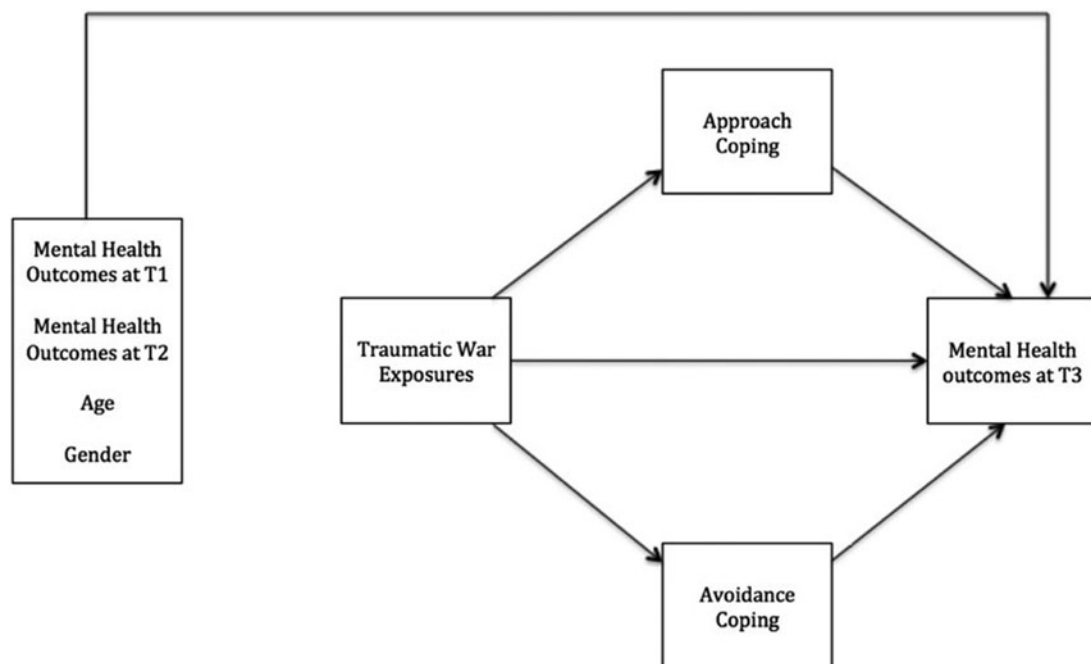 Approach
Coping
Mental Health
Outcomes at T1
Mental Health
Outcomes at T2
Age
Gender
Traumatic War
Exposures
Mental Health
outcomes at T3
Avoidance
Coping